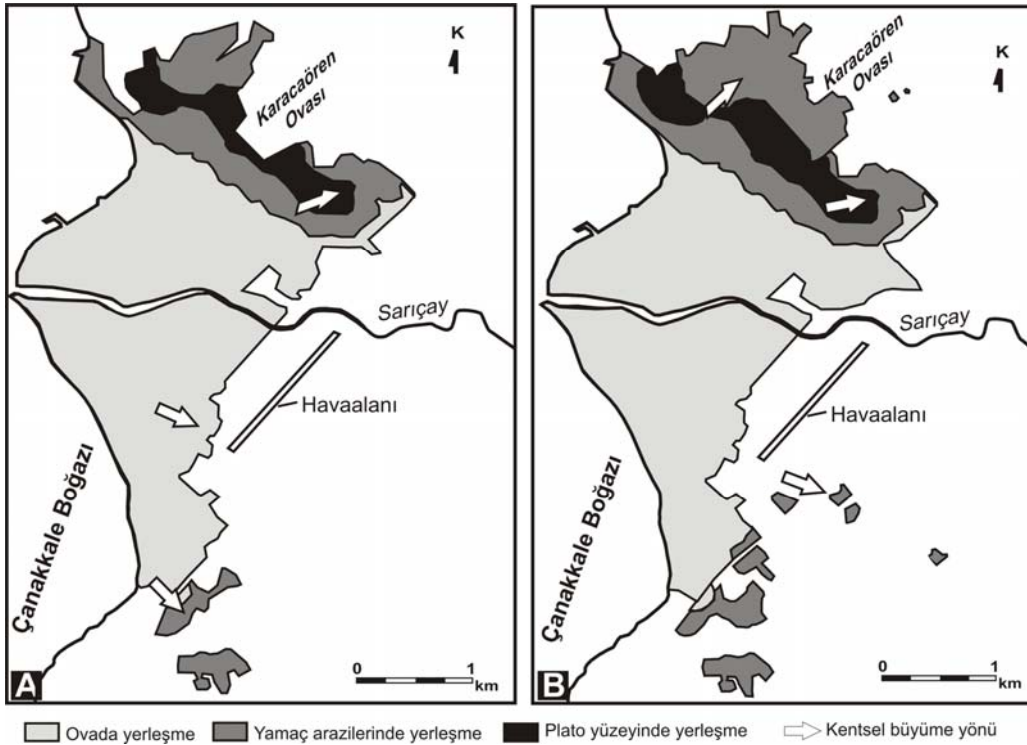 K
Karacaören
Ovası
Sarıçay
Havaalanı
Çanakkale Boğazı
A
0 1
km
K
Karacaören
Ovası
Sarıçay
Havaalanı
Çanakkale Boğazı
B
0 1
km
Ovada yerleşme Yamaç arazilerinde yerleşme Plato yüzeyinde yerleşme Kentsel büyüme yönü